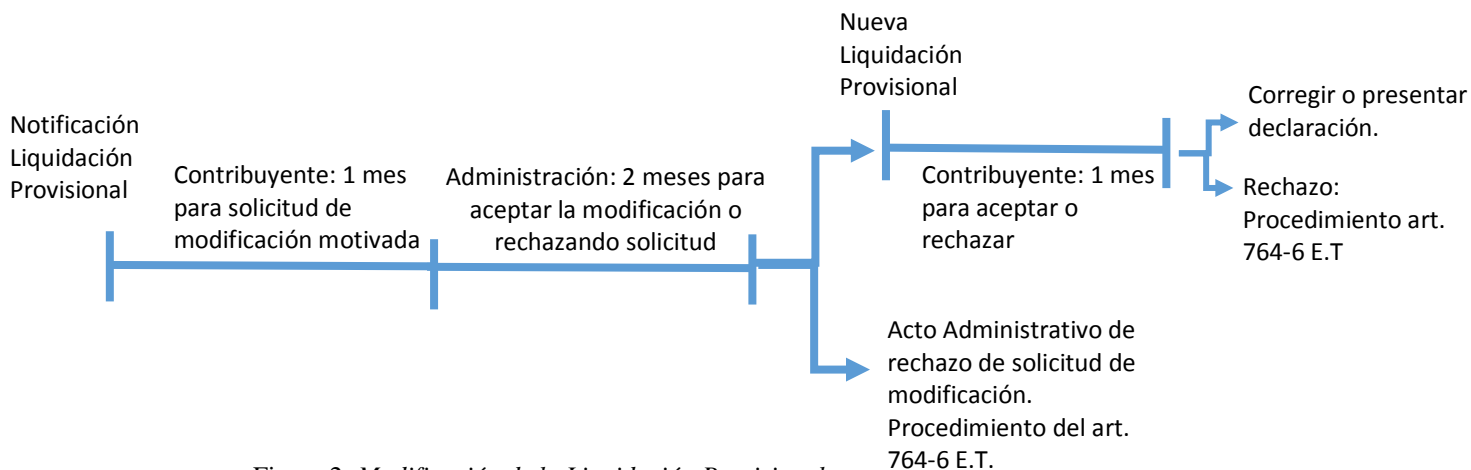 Notificación
Liquidación
Provisional
Contribuyente: 1 mes
para solicitud de
modificación motivada
Administración: 2 meses para
aceptar la modificación o
rechazando solicitud
Nueva
Liquidación
Provisional
Contribuyente: 1 mes
para aceptar o
rechazar
Corregir o presentar
declaración.
Rechazo:
Procedimiento art.
764-6 E.T
Acto Administrativo de
rechazo de solicitud de
modificación.
Procedimiento del art.
764-6 E.T.